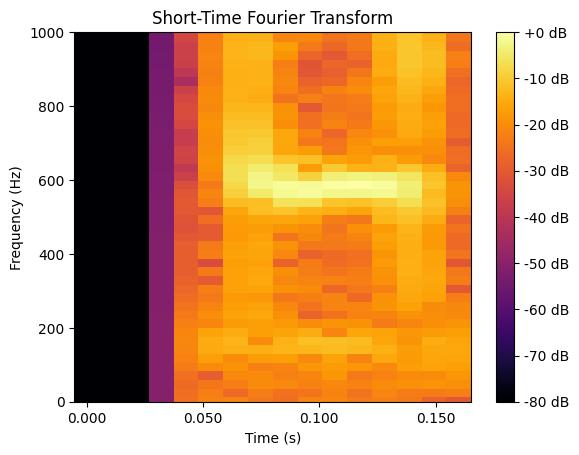 Short-Time Fourier Transform
1000
800
600
400
200
0
Frequency (Hz)
0.000
0.050
0.100
0.150
Time (s)
+0 dB
-10 dB
-20 dB
-30 dB
-40 dB
-50 dB
-60 dB
-70 dB
-80 dB